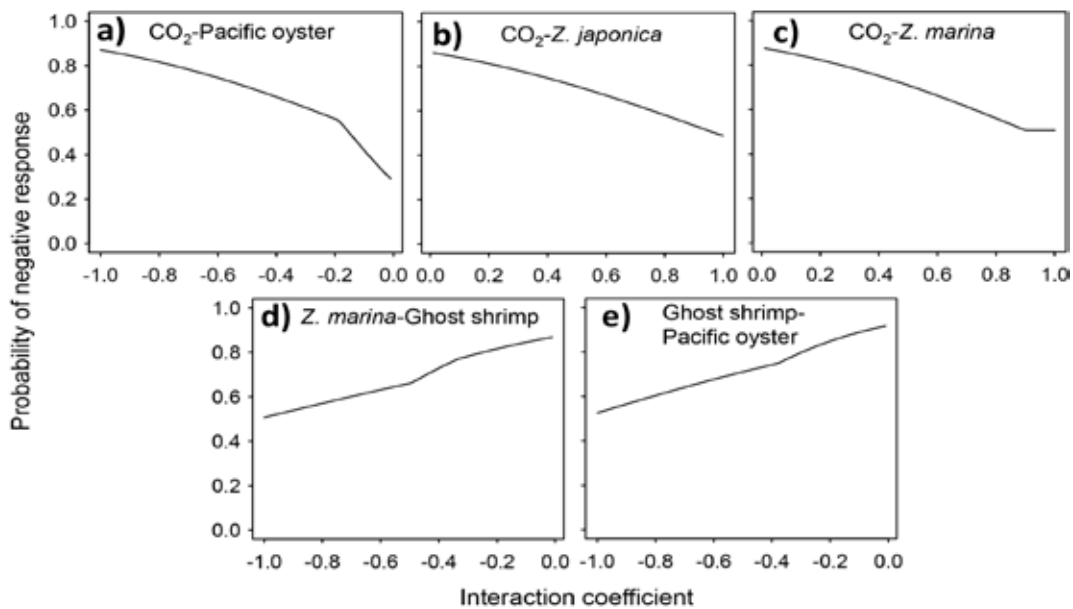 a) CO₂-Pacific oyster
b) CO₂-Z. japonica
c) CO₂-Z. marina
1.0
0.8
0.6
0.4
0.2
0.0
-1.0 -0.8 -0.6 -0.4 -0.2 0.0
0.0 0.2 0.4 0.6 0.8 1.0
0.0 0.2 0.4 0.6 0.8 1.0
Probability of negative response
d) Z. marina-Ghost shrimp
e) Ghost shrimp-
Pacific oyster
1.0
0.8
0.6
0.4
0.2
0.0
-1.0 -0.8 -0.6 -0.4 -0.2 0.0
-1.0 -0.8 -0.6 -0.4 -0.2 0.0
Interaction coefficient